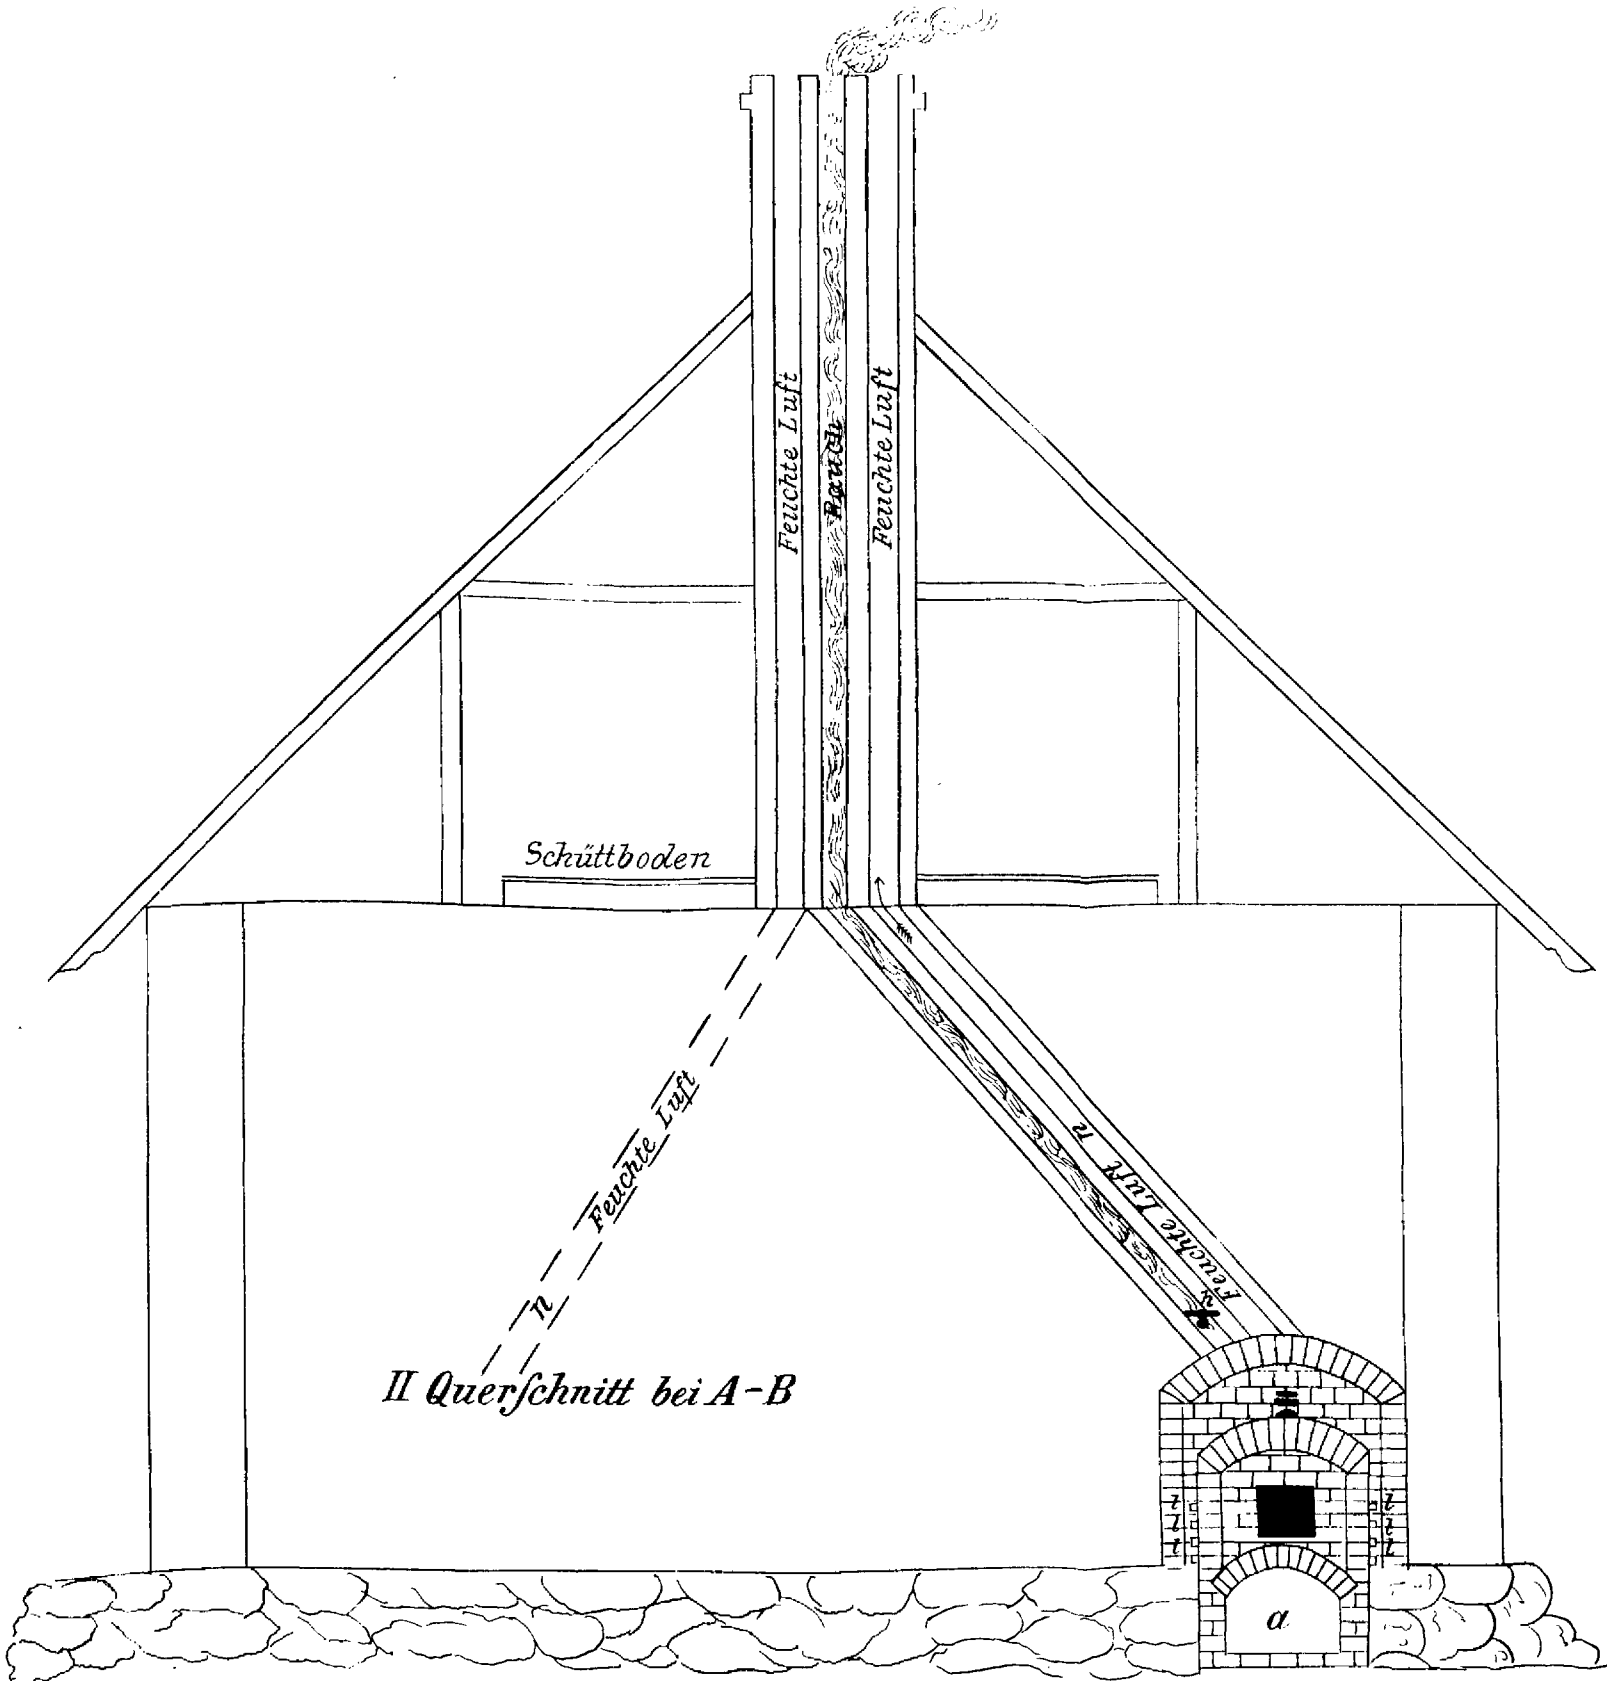 Feuchte Luft
Rauch
Feuchte Luft
Schüttboden
Feuchte Luft
n
n
Feuchte Luft
II Querſchnitt bei A-B
l
l
l
l
l
l
a